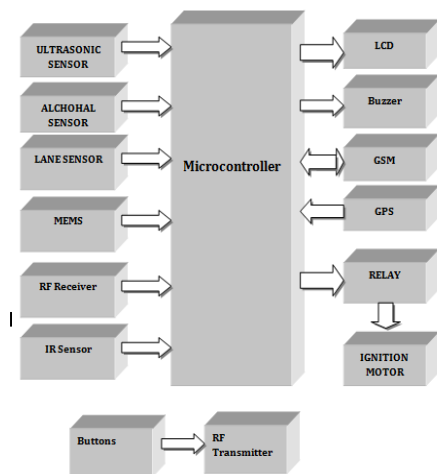 ULTRASONIC
SENSOR
ALCHOHAL
SENSOR
LANE SENSOR
MEMS
RF Receiver
IR Sensor
Microcontroller
LCD
Buzzer
GSM
GPS
RELAY
IGNITION
MOTOR
Buttons
RF
Transmitter